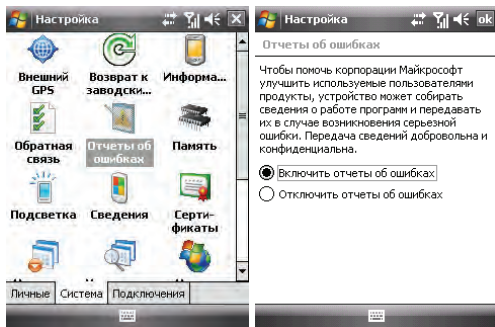 Настройка
Внешний GPS
Возврат к заводски...
Информа...
Обратная связь
Отчеты об ошибках
Память
Подсветка
Сведения
Серти-
фикаты
Личные
Система
Подключения
Настройка
ok
Отчеты об ошибках
Чтобы помочь корпорации Майкрософт
улучшить используемые пользователями
продукты, устройство может собирать
сведения о работе программ и передавать
их в случае возникновения серьезной
ошибки. Передача сведений добровольна и
конфиденциальна.
Включить отчеты об ошибках
Отключить отчеты об ошибках